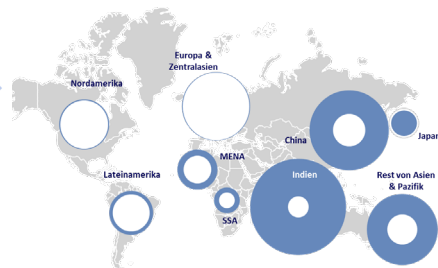 Europa &
Zentralasien
Nordamerika
China
Japan
MENA
Lateinamerika
Indien
Rest von Asien
& Pazifik
SSA